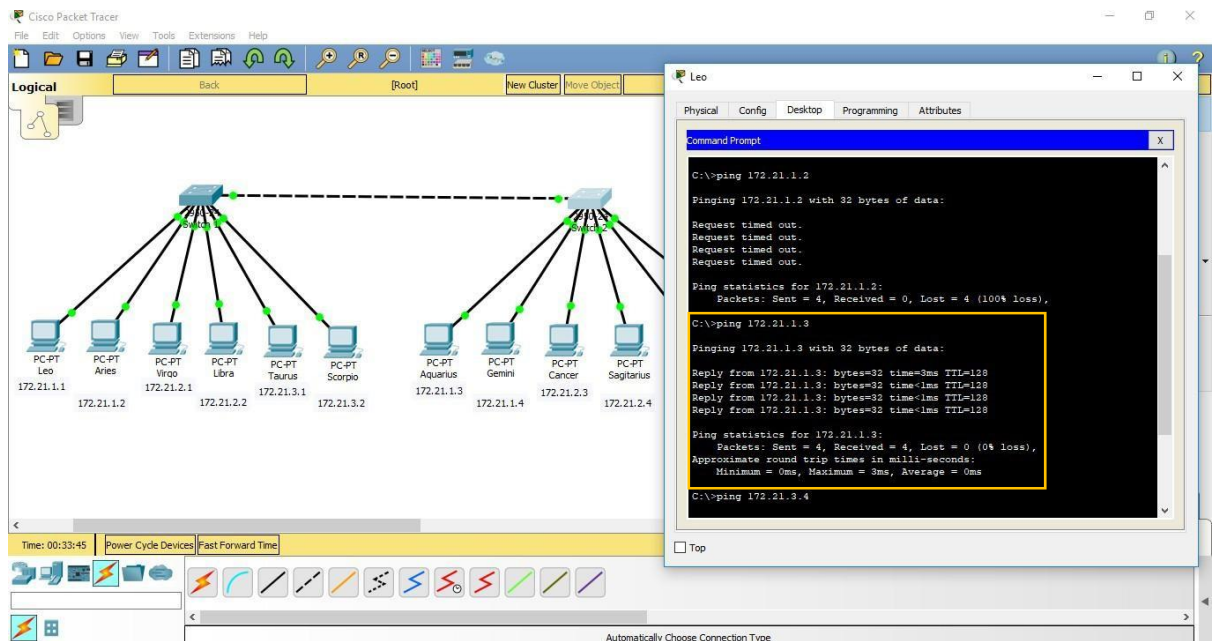 Cisco Packet Tracer
File Edit Options View Tools Extensions Help
Logical
Back
[Root]
New Cluster
Move Object
Switch 1
Switch 2
PC-PT
Leo
172.21.1.1
PC-PT
Aries
172.21.1.2
PC-PT
Virgo
172.21.2.1
PC-PT
Libra
172.21.2.2
PC-PT
Taurus
172.21.3.1
PC-PT
Scorpio
172.21.3.2
PC-PT
Aquarius
172.21.1.3
PC-PT
Gemini
172.21.1.4
PC-PT
Cancer
172.21.2.3
PC-PT
Sagitarius
172.21.2.4
Leo
Physical Config Desktop Programming Attributes
Command Prompt
X
C:\>ping 172.21.1.2
Pinging 172.21.1.2 with 32 bytes of data:
Request timed out.
Request timed out.
Request timed out.
Request timed out.
Ping statistics for 172.21.1.2:
Packets: Sent = 4, Received = 0, Lost = 4 (100% loss),
C:\>ping 172.21.1.3
Pinging 172.21.1.3 with 32 bytes of data:
Reply from 172.21.1.3: bytes=32 time=3ms TTL=128
Reply from 172.21.1.3: bytes=32 time<1ms TTL=128
Reply from 172.21.1.3: bytes=32 time<1ms TTL=128
Reply from 172.21.1.3: bytes=32 time<1ms TTL=128
Ping statistics for 172.21.1.3:
Packets: Sent = 4, Received = 4, Lost = 0 (0% loss),
Approximate round trip times in milli-seconds:
Minimum = 0ms, Maximum = 3ms, Average = 0ms
C:\>ping 172.21.3.4
Top
Time: 00:33:45
Power Cycle Devices
Fast Forward Time
Automatically Choose Connection Type